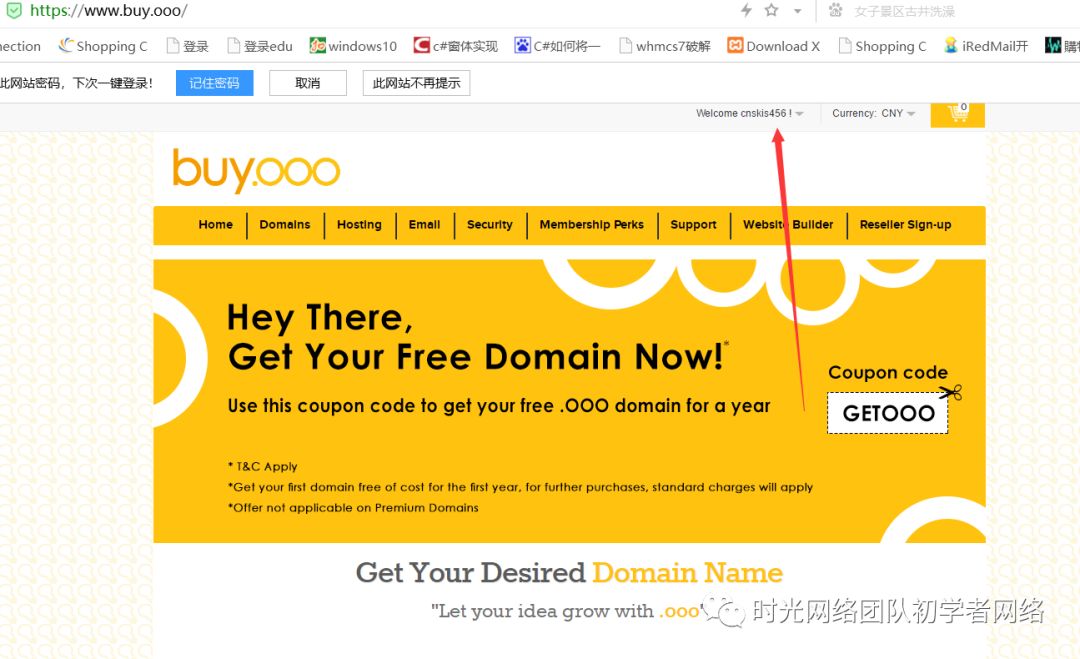 https://www.buy.ooo/
女子景区古井洗澡
nection
Shopping C
登录
登录edu
windows10
c#窗体实现
C#如何将一
whmcs7破解
Download X
Shopping C
iRedMail开
購物
此网站密码，下次一键登录！
记住密码
取消
此网站不再提示
Welcome cnskis456 !
Currency: CNY
0
buy.ooo
Home
Domains
Hosting
Email
Security
Membership Perks
Support
Website Builder
Reseller Sign-up
Hey There,
Get Your Free Domain Now!*
Use this coupon code to get your free .OOO domain for a year
Coupon code
GETOOO
* T&C Apply
*Get your first domain free of cost for the first year, for further purchases, standard charges will apply
*Offer not applicable on Premium Domains
Get Your Desired Domain Name
"Let your idea grow with .ooo"
时光网络团队初学者网络